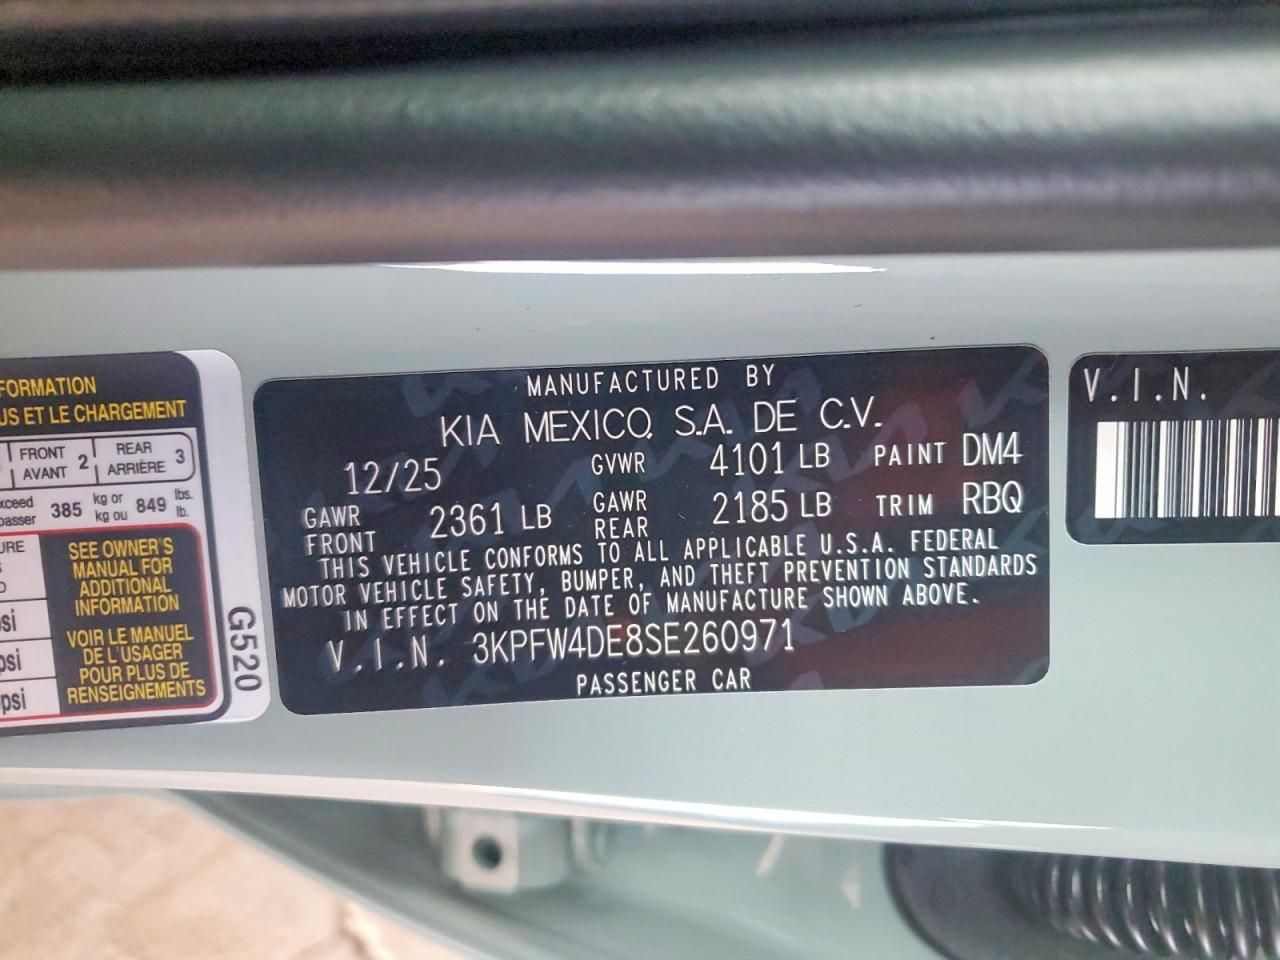 FORMATION
US ET LE CHARGEMENT
FRONT
AVANT 2
REAR
ARRIÈRE 3
xceed
passer 385 kg or
kg ou 849 lbs.
lb.
URE
SEE OWNER'S
MANUAL FOR
ADDITIONAL
INFORMATION
VOIR LE MANUEL
DE L'USAGER
POUR PLUS DE
RENSEIGNEMENTS
psi
psi
psi
G520
MANUFACTURED BY
KIA MEXICO, S.A. DE C.V.
12/25 GVWR 4101 LB PAINT DM4
GAWR FRONT 2361 LB GAWR REAR 2185 LB TRIM RBQ
THIS VEHICLE CONFORMS TO ALL APPLICABLE U.S.A. FEDERAL
MOTOR VEHICLE SAFETY, BUMPER, AND THEFT PREVENTION STANDARDS
IN EFFECT ON THE DATE OF MANUFACTURE SHOWN ABOVE.
V.I.N. 3KPFW4DE8SE260971
PASSENGER CAR
V.I.N.